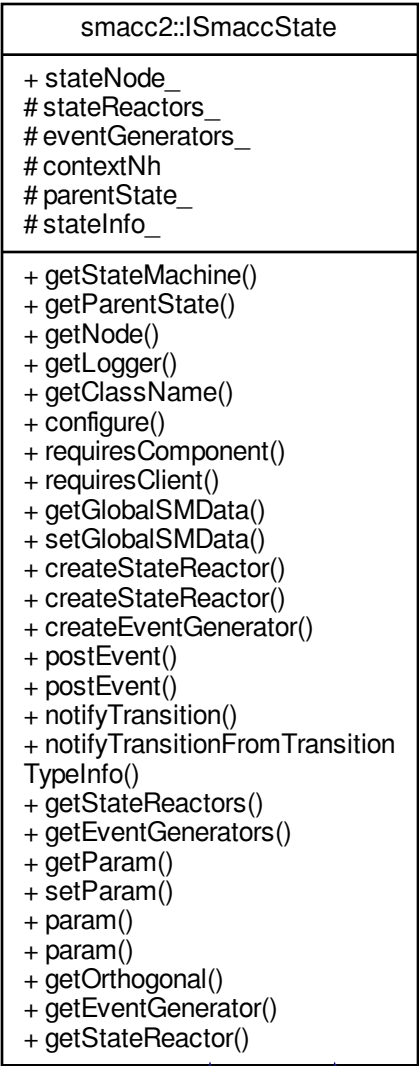 smacc2::ISmaccState
+ stateNode_
# stateReactors_
# eventGenerators_
# contextNh
# parentState_
# stateInfo_
+ getStateMachine()
+ getParentState()
+ getNode()
+ getLogger()
+ getClassName()
+ configure()
+ requiresComponent()
+ requiresClient()
+ getGlobalSMData()
+ setGlobalSMData()
+ createStateReactor()
+ createStateReactor()
+ createEventGenerator()
+ postEvent()
+ postEvent()
+ notifyTransition()
+ notifyTransitionFromTransition
TypeInfo()
+ getStateReactors()
+ getEventGenerators()
+ getParam()
+ setParam()
+ param()
+ param()
+ getOrthogonal()
+ getEventGenerator()
+ getStateReactor()